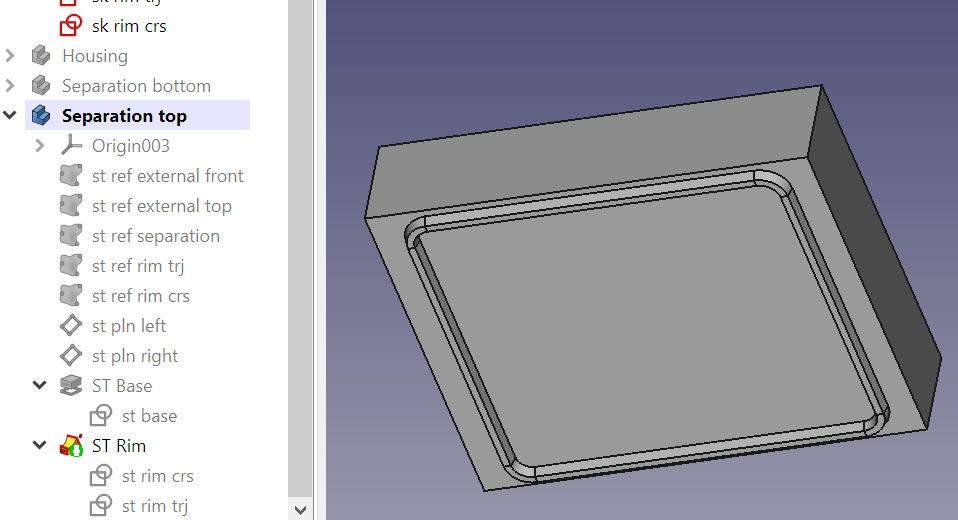 sk rim trj
sk rim crs
Housing
Separation bottom
Separation top
Origin003
st ref external front
st ref external top
st ref separation
st ref rim trj
st ref rim crs
st pln left
st pln right
ST Base
st base
ST Rim
st rim crs
st rim trj